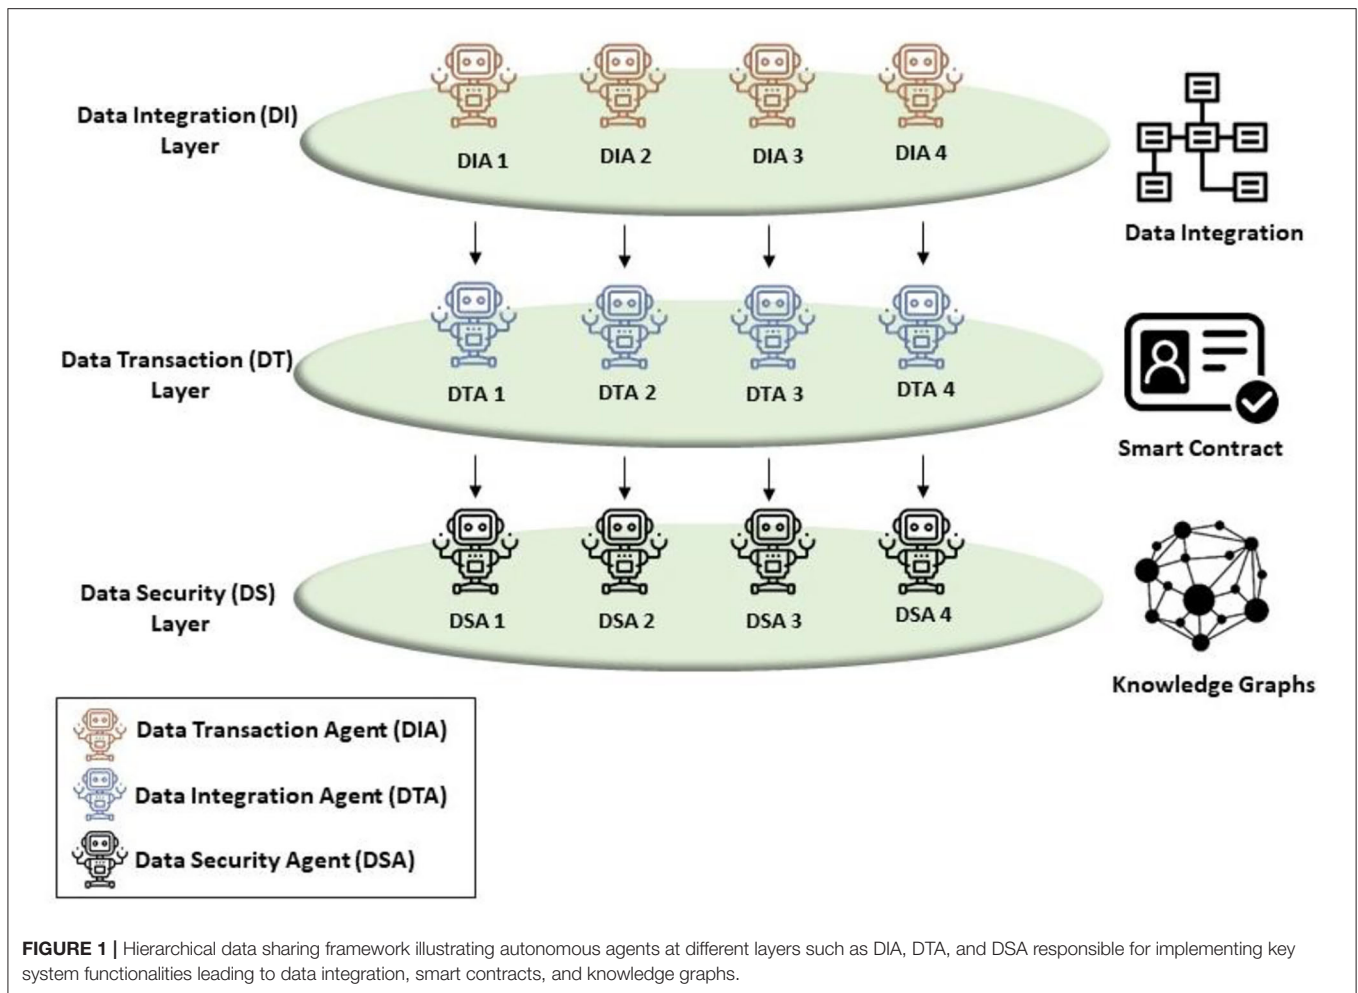 Data Integration (DI)
Layer
DIA 1
DIA 2
DIA 3
DIA 4
Data Integration
Data Transaction (DT)
Layer
DTA 1
DTA 2
DTA 3
DTA 4
Smart Contract
Data Security (DS)
Layer
DSA 1
DSA 2
DSA 3
DSA 4
Knowledge Graphs
Data Transaction Agent (DIA)
Data Integration Agent (DTA)
Data Security Agent (DSA)
FIGURE 1 | Hierarchical data sharing framework illustrating autonomous agents at different layers such as DIA, DTA, and DSA responsible for implementing key
system functionalities leading to data integration, smart contracts, and knowledge graphs.